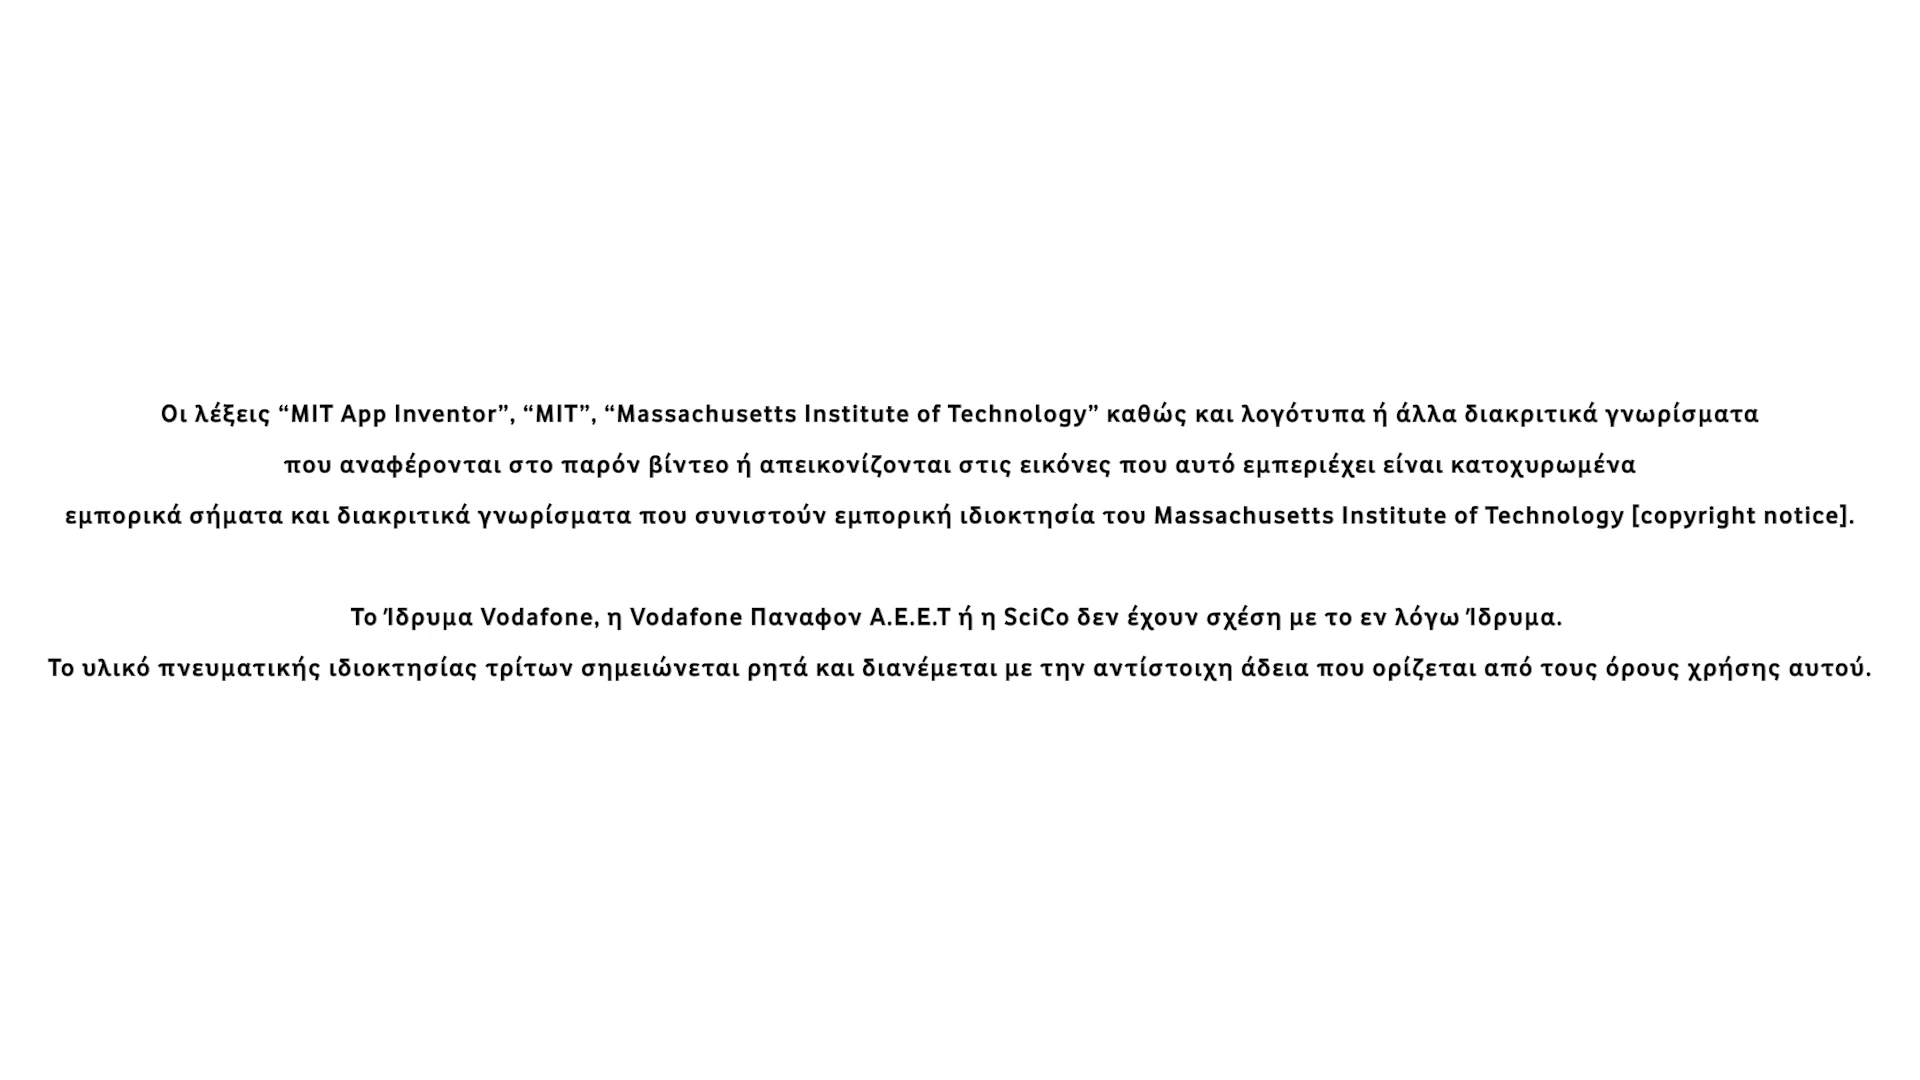 Οι λέξεις “MIT App Inventor”, “MIT”, “Massachusetts Institute of Technology” καθώς και λογότυπα ή άλλα διακριτικά γνωρίσματα
που αναφέρονται στο παρόν βίντεο ή απεικονίζονται στις εικόνες που αυτό εμπεριέχει είναι κατοχυρωμένα
εμπορικά σήματα και διακριτικά γνωρίσματα που συνιστούν εμπορική ιδιοκτησία του Massachusetts Institute of Technology [copyright notice].
Το Ίδρυμα Vodafone, η Vodafone Παναφον Α.Ε.Ε.Τ ή η SciCo δεν έχουν σχέση με το εν λόγω Ίδρυμα.
Το υλικό πνευματικής ιδιοκτησίας τρίτων σημειώνεται ρητά και διανέμεται με την αντίστοιχη άδεια που ορίζεται από τους όρους χρήσης αυτού.